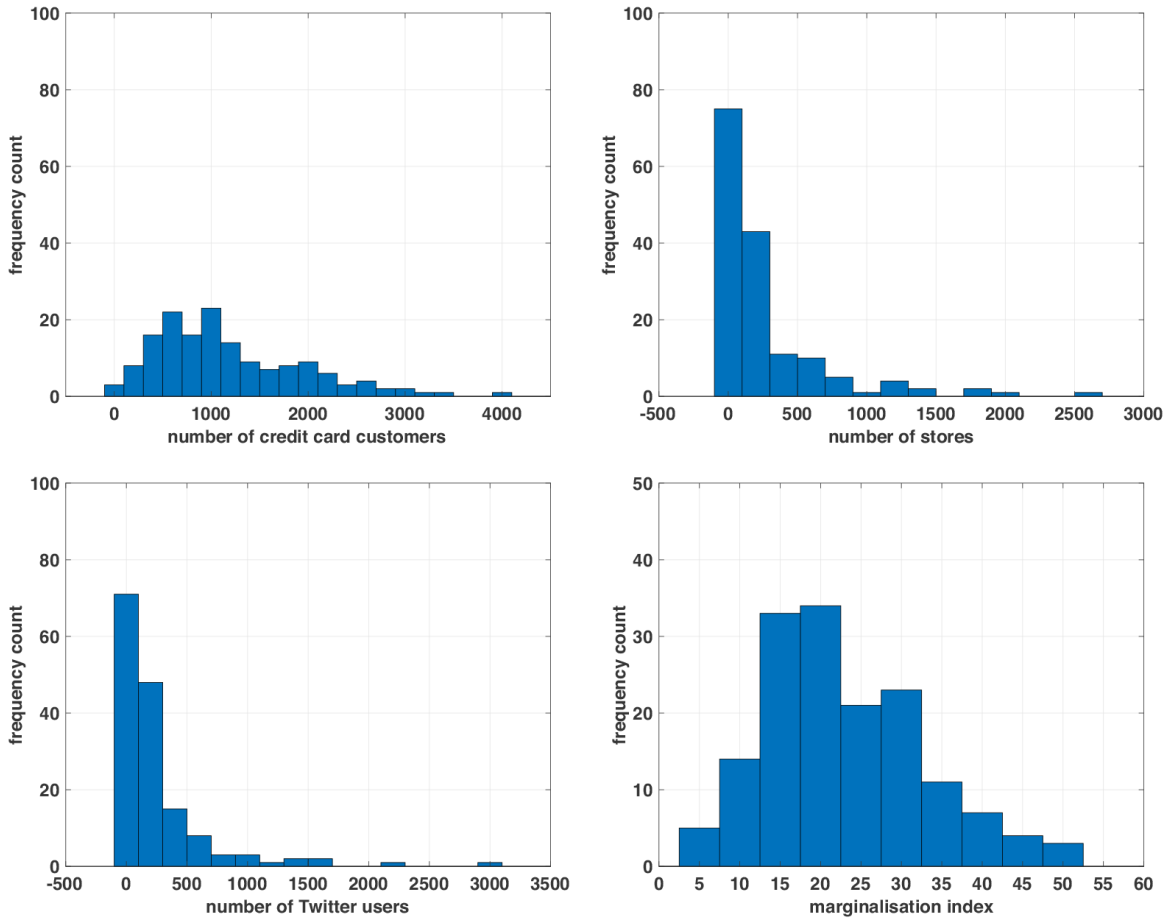 100
80
60
40
20
0
frequency count
0 1000 2000 3000 4000
number of credit card customers
100
80
60
40
20
0
frequency count
-500 0 500 1000 1500 2000 2500 3000
number of stores
100
80
60
40
20
0
frequency count
-500 0 500 1000 1500 2000 2500 3000 3500
number of Twitter users
50
40
30
20
10
0
frequency count
0 5 10 15 20 25 30 35 40 45 50 55 60
marginalisation index